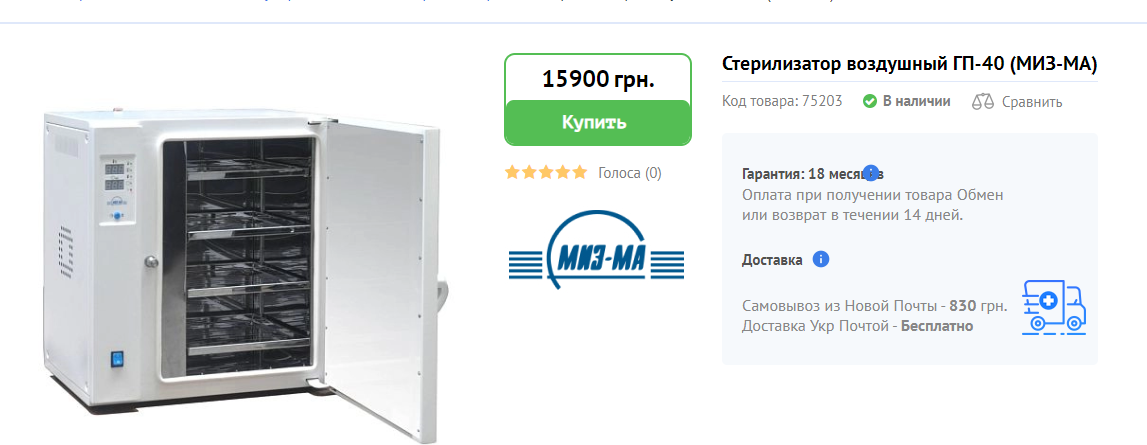 15900 грн.
Купить
Голоса (0)
МИЗ-МА
Стерилизатор воздушный ГП-40 (МИЗ-МА)
Код товара: 75203 В наличии Сравнить
Гарантия: 18 месяцев
Оплата при получении товара Обмен
или возврат в течении 14 дней.
Доставка
Самовывоз из Новой Почты - 830 грн.
Доставка Укр Почтой - Бесплатно